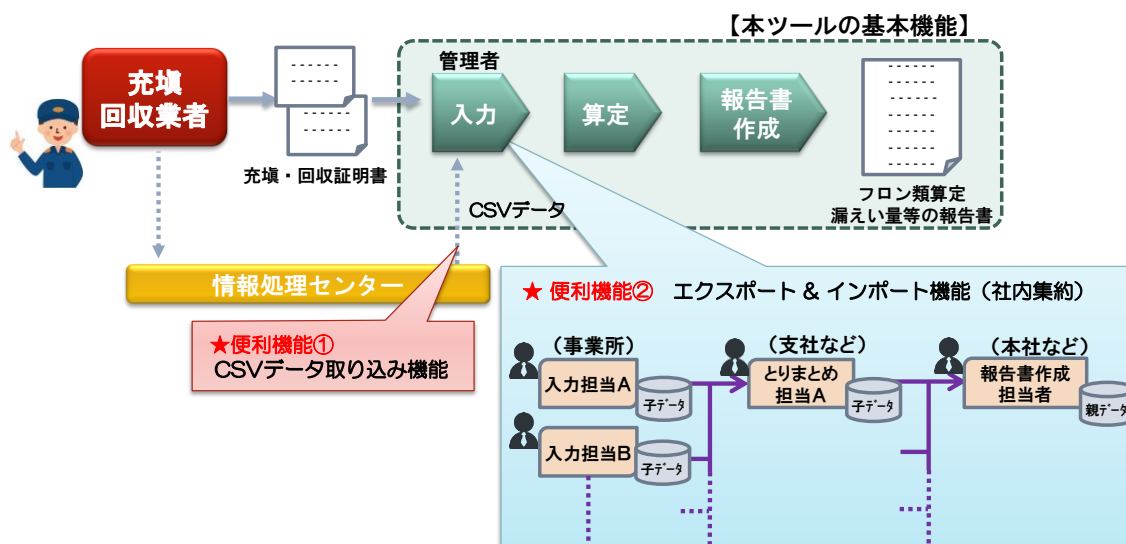 【本ツールの基本機能】
充塡
回収業者
管理者
入力
算定
報告書
作成
充塡・回収証明書
フロン類算定
漏えい量等の報告書
CSVデータ
情報処理センター
★便利機能①
CSVデータ取り込み機能
★ 便利機能② エクスポート & インポート機能（社内集約）
（事業所）
（支社など）
（本社など）
入力担当A
子ﾃﾞｰﾀ
とりまとめ
担当A
子ﾃﾞｰﾀ
報告書作成
担当者
親ﾃﾞｰﾀ
入力担当B
子ﾃﾞｰﾀ